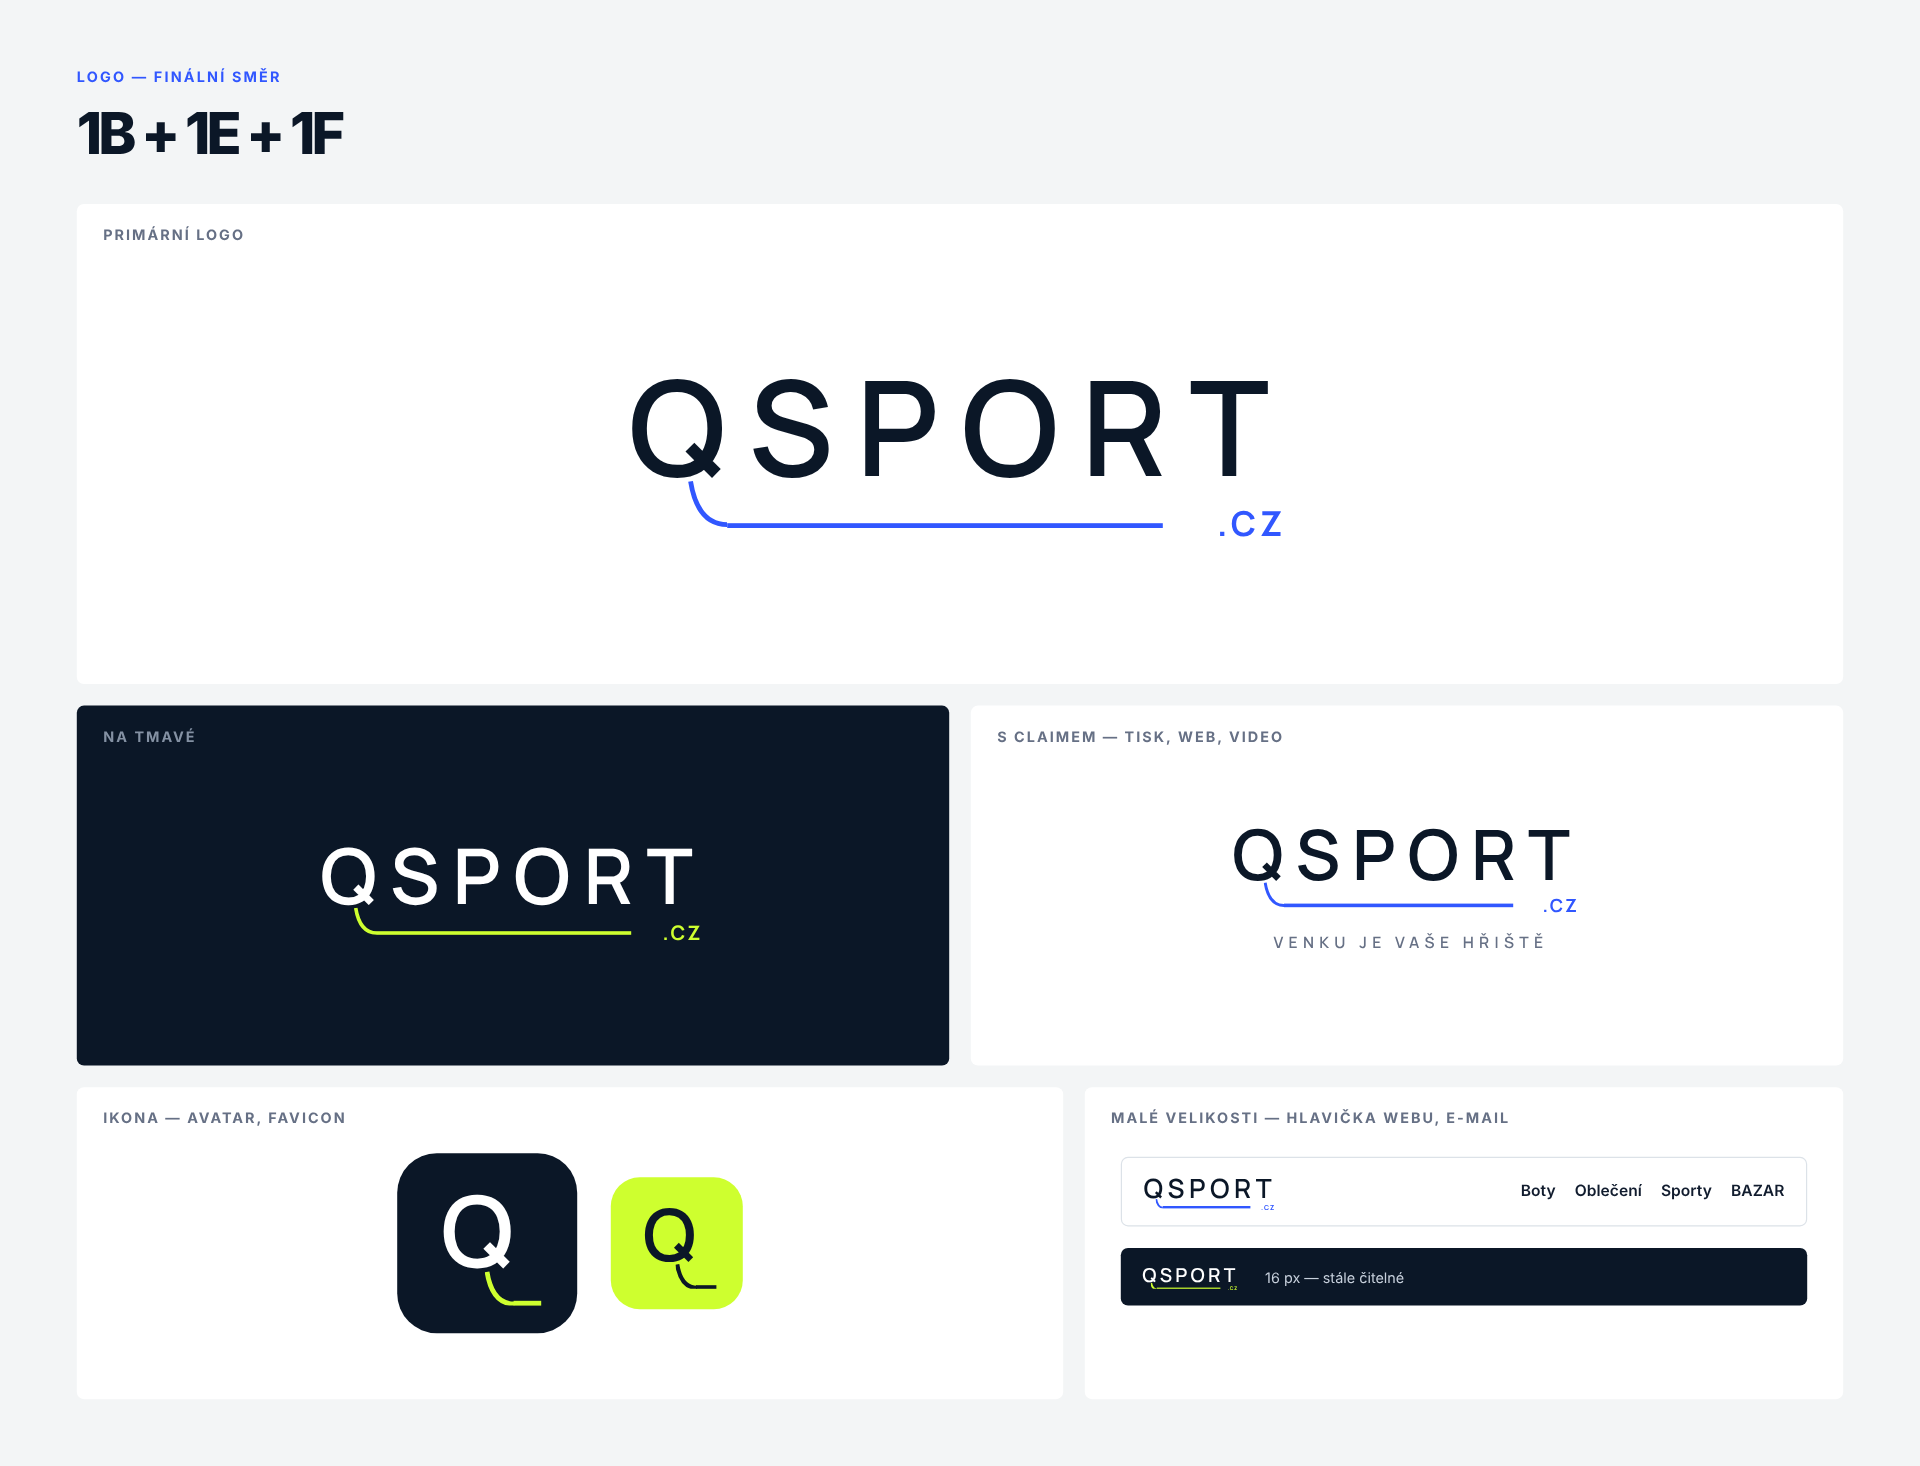 LOGO — FINÁLNÍ SMĚR
1B + 1E + 1F
PRIMÁRNÍ LOGO
QSPORT
.CZ
NA TMAVÉ
QSPORT
.CZ
S CLAIMEM — TISK, WEB, VIDEO
QSPORT
.CZ
VENKU JE VAŠE HŘIŠTĚ
IKONA — AVATAR, FAVICON
Q
Q
MALÉ VELIKOSTI — HLAVIČKA WEBU, E-MAIL
QSPORT
.CZ
Boty Oblečení Sporty BAZAR
QSPORT
.CZ
16 px — stále čitelné